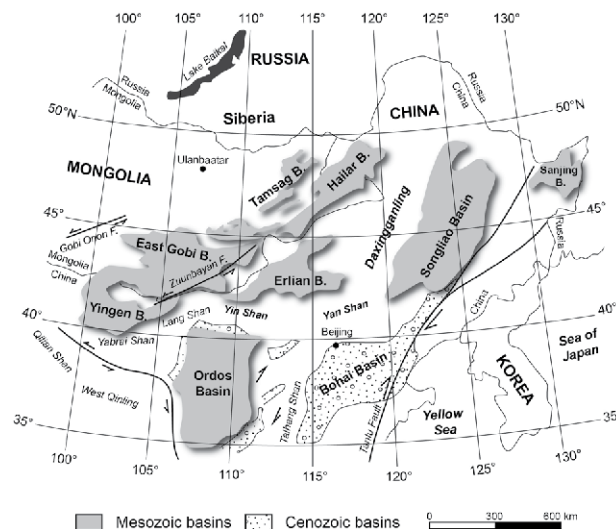 100° 105° 110° 115° 120° 125° 130°
Lake Baikal
RUSSIA
Russia
Mongolia
Siberia
CHINA
Russia
China
50°N
50°N
Ulanbaatar
MONGOLIA
Tamsag B.
Hailar B.
Sanjing
B.
Daxingganling
Songliao Basin
45°
45°
Gobi Onon F.
East Gobi B.
Zuunbayan F.
Russia
Mongolia
China
Erlian B.
Yingen B.
Lang Shan
Yin Shan
Yan Shan
China
40°
40°
Yabrei Shan
Beijing
Qilian Shan
Sea of
Japan
Ordos
Basin
Bohai Basin
KOREA
West Qinting
Taihang Shan
Tanlu Fault
Yellow
Sea
35°
35°
100° 105° 110° 115° 120° 125° 130°
Mesozoic basins
Cenozoic basins
0 300 600 km